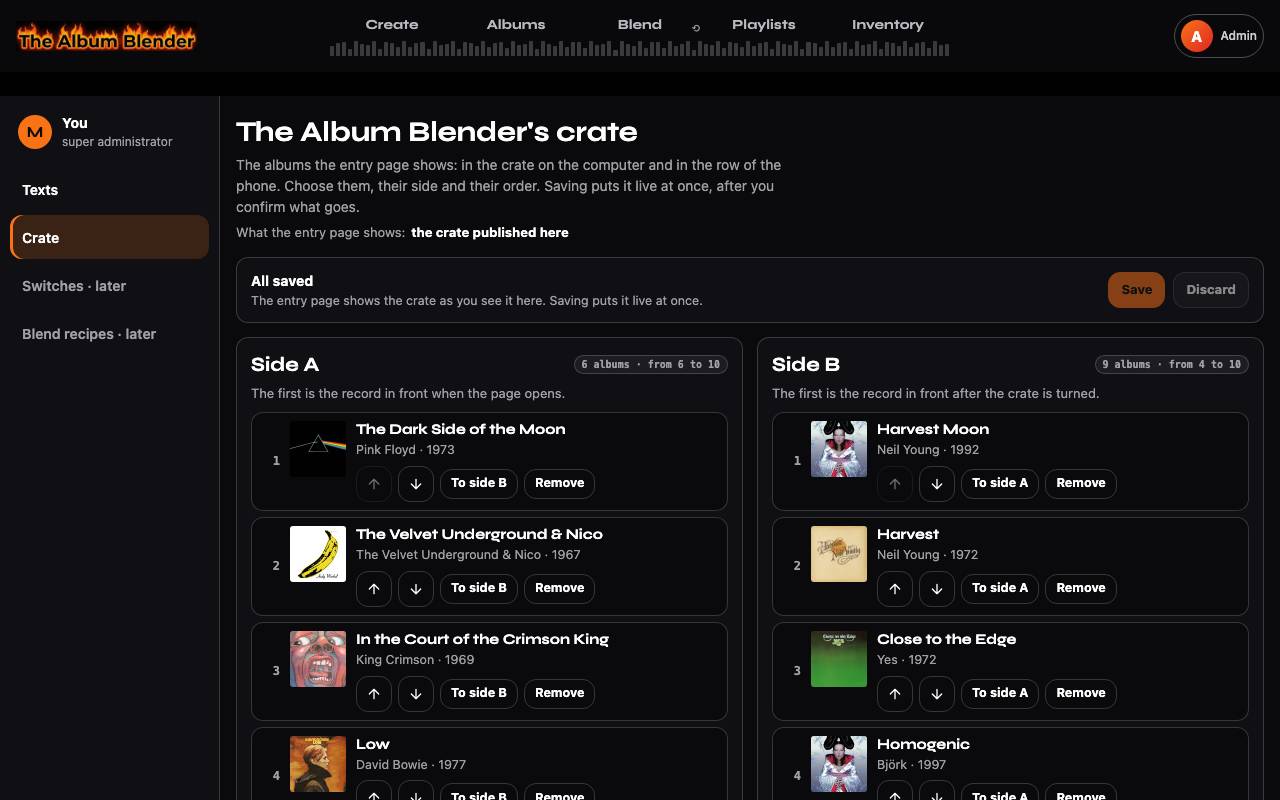 The Album Blender
Create
Albums
Blend
Playlists
Inventory
A
Admin
M
You
super administrator
Texts
Crate
Switches · later
Blend recipes · later
The Album Blender's crate
The albums the entry page shows: in the crate on the computer and in the row of the
phone. Choose them, their side and their order. Saving puts it live at once, after you
confirm what goes.
What the entry page shows: the crate published here
All saved
The entry page shows the crate as you see it here. Saving puts it live at once.
Save
Discard
Side A
6 albums · from 6 to 10
The first is the record in front when the page opens.
1
The Dark Side of the Moon
Pink Floyd · 1973
↑ ↓ To side B Remove
2
The Velvet Underground & Nico
The Velvet Underground & Nico · 1967
↑ ↓ To side B Remove
3
In the Court of the Crimson King
King Crimson · 1969
↑ ↓ To side B Remove
4
Low
David Bowie · 1977
↑ ↓ To side B Remove
Side B
9 albums · from 4 to 10
The first is the record in front after the crate is turned.
1
Harvest Moon
Neil Young · 1992
↑ ↓ To side A Remove
2
Harvest
Neil Young · 1972
↑ ↓ To side A Remove
3
Close to the Edge
Yes · 1972
↑ ↓ To side A Remove
4
Homogenic
Björk · 1997
↑ ↓ To side A Remove